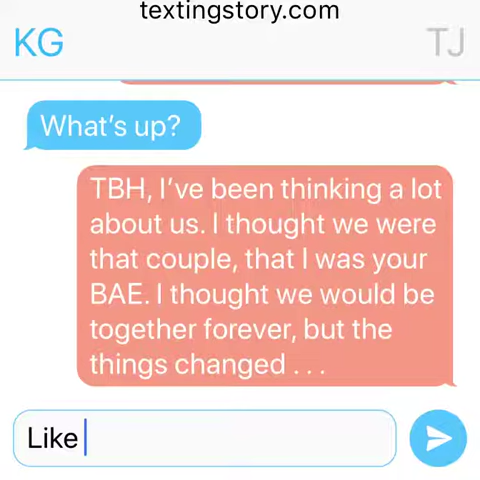 textingstory.com
KG
TJ
What's up?
TBH, I've been thinking a lot
about us. I thought we were
that couple, that I was your
BAE. I thought we would be
together forever, but the
things changed . . .
Like